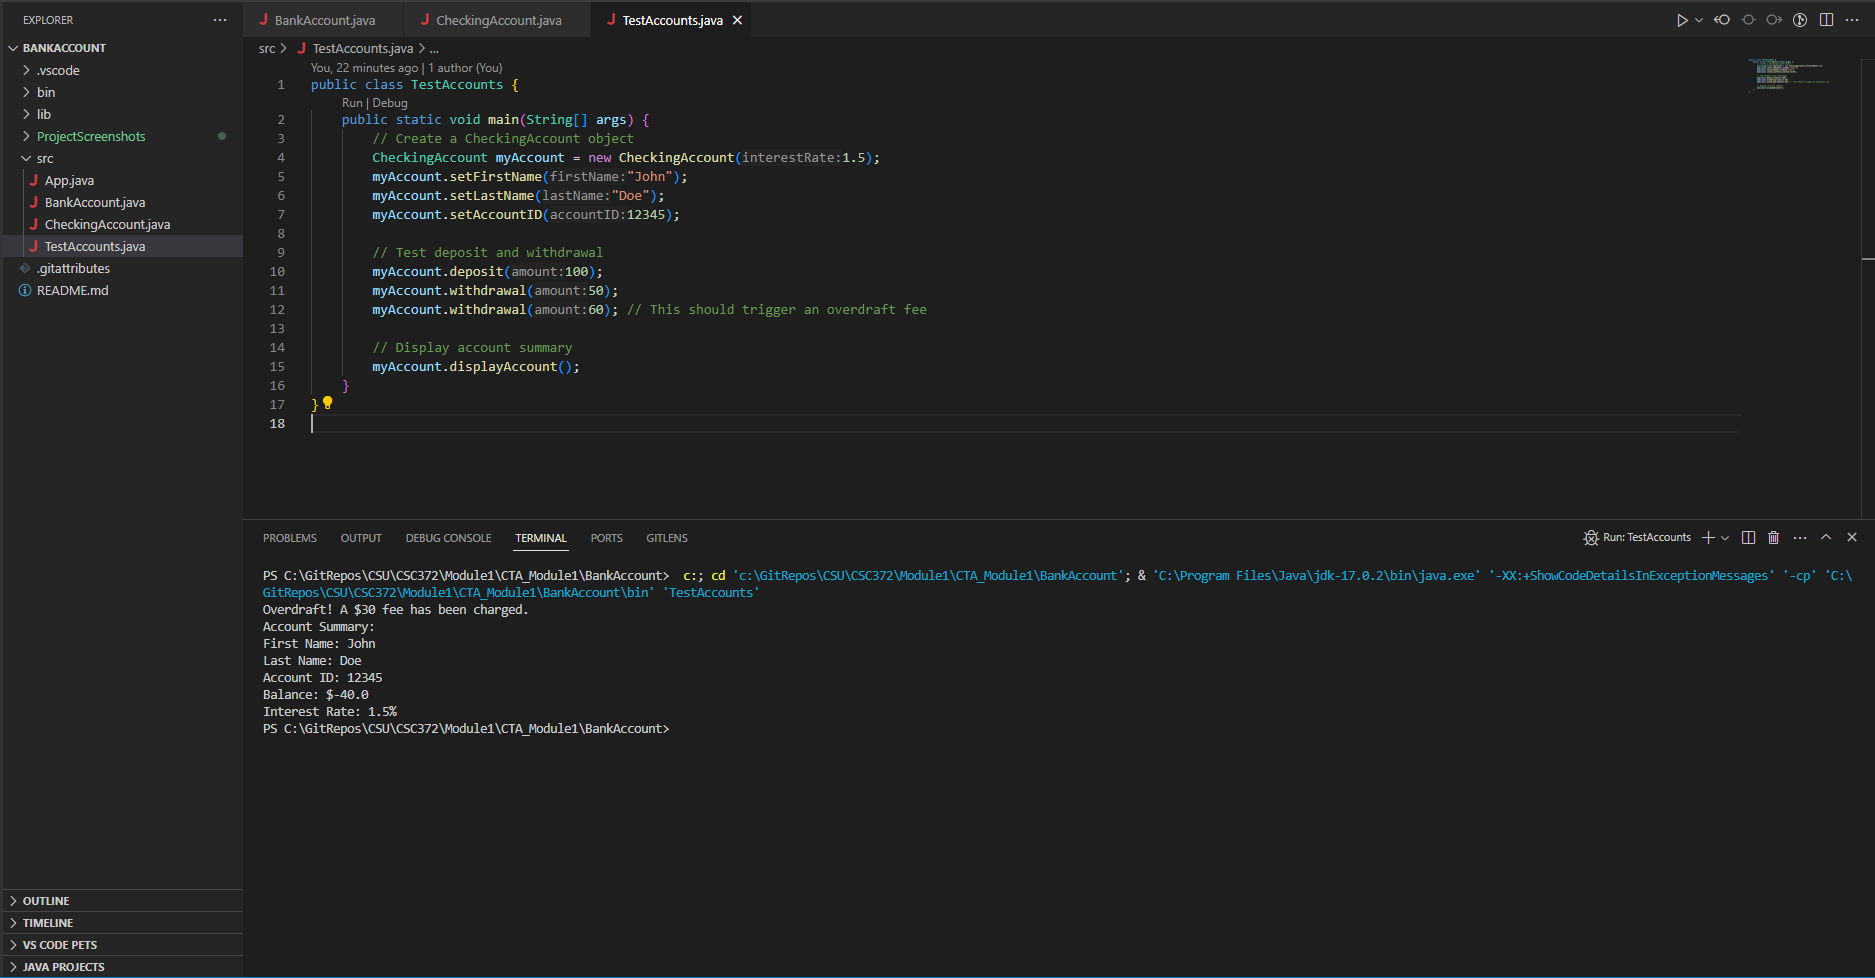 EXPLORER
BANKACCOUNT
.vscode
bin
lib
ProjectScreenshots
src
App.java
BankAccount.java
CheckingAccount.java
TestAccounts.java
.gitattributes
README.md
OUTLINE
TIMELINE
VS CODE PETS
JAVA PROJECTS
BankAccount.java CheckingAccount.java TestAccounts.java
src > TestAccounts.java > ...
You, 22 minutes ago | 1 author (You)
1 public class TestAccounts {
Run | Debug
2 public static void main(String[] args) {
3 // Create a CheckingAccount object
4 CheckingAccount myAccount = new CheckingAccount(interestRate:1.5);
5 myAccount.setFirstName(firstName:"John");
6 myAccount.setLastName(lastName:"Doe");
7 myAccount.setAccountID(accountID:12345);
8
9 // Test deposit and withdrawal
10 myAccount.deposit(amount:100);
11 myAccount.withdrawal(amount:50);
12 myAccount.withdrawal(amount:60); // This should trigger an overdraft fee
13
14 // Display account summary
15 myAccount.displayAccount();
16 }
17 }
18
PROBLEMS OUTPUT DEBUG CONSOLE TERMINAL PORTS GITLENS
Run: TestAccounts
PS C:\GitRepos\CSU\CSC372\Module1\CTA_Module1\BankAccount> c:; cd 'c:\GitRepos\CSU\CSC372\Module1\CTA_Module1\BankAccount'; & 'C:\Program Files\Java\jdk-17.0.2\bin\java.exe' '-XX:+ShowCodeDetailsInExceptionMessages' '-cp' 'C:\
GitRepos\CSU\CSC372\Module1\CTA_Module1\BankAccount\bin' 'TestAccounts'
Overdraft! A $30 fee has been charged.
Account Summary:
First Name: John
Last Name: Doe
Account ID: 12345
Balance: $-40.0
Interest Rate: 1.5%
PS C:\GitRepos\CSU\CSC372\Module1\CTA_Module1\BankAccount>